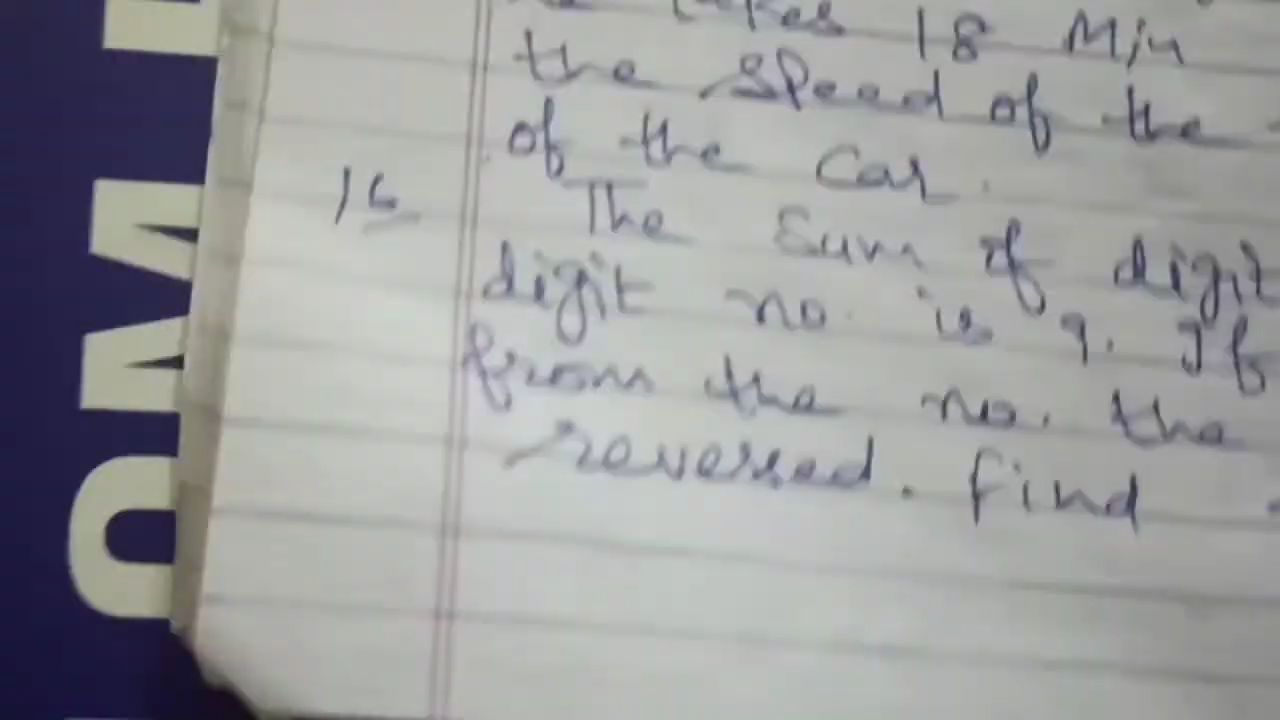 takes 18 Min
the speed of the
of the car.
16 The sum of digit
digit no. is 9. If
from the no. the
reversed. find
OM